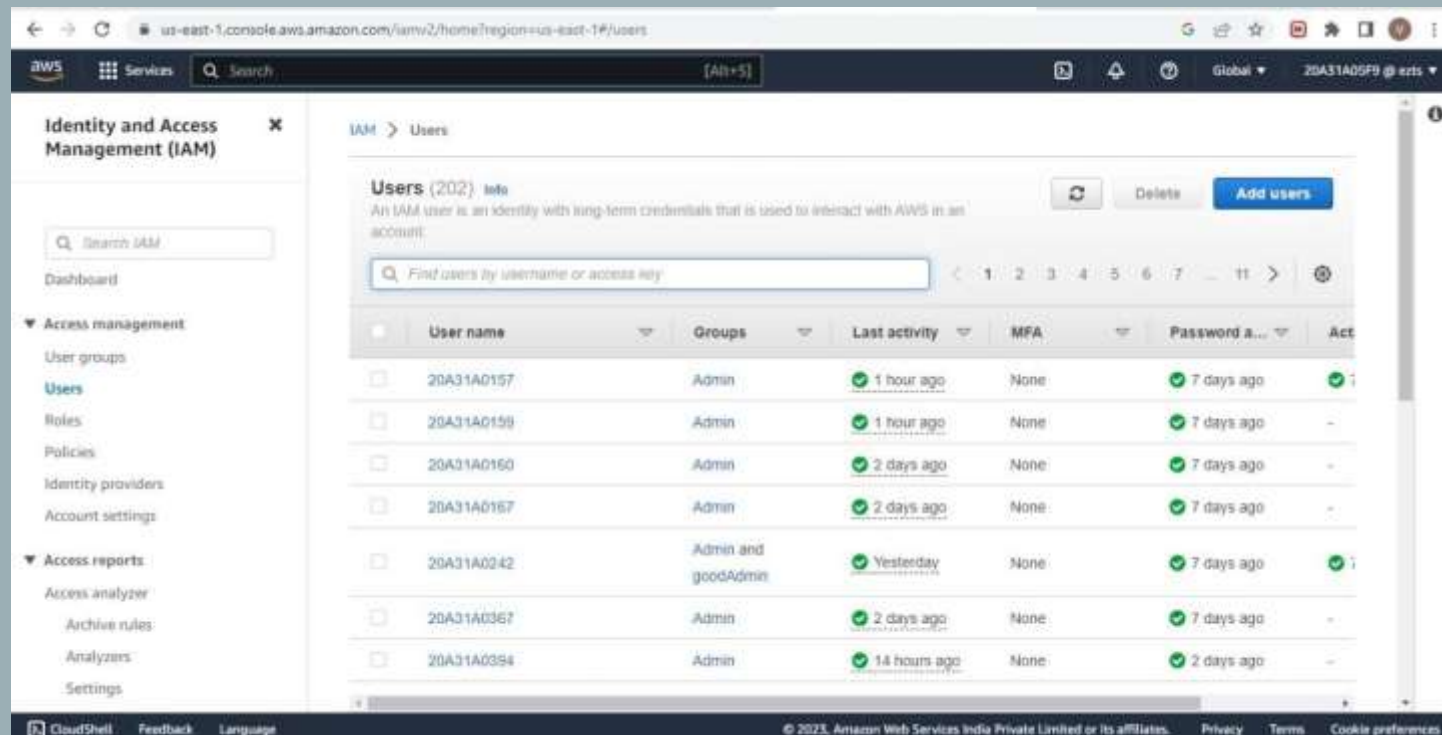 us-east-1.console.aws.amazon.com/iamv2/home?region=us-east-1#/users
aws Services Search [Alt+S] Global 20A31A05F9 @ ezts
Identity and Access Management (IAM)
Search IAM
Dashboard
Access management
User groups
Users
Roles
Policies
Identity providers
Account settings
Access reports
Access analyzer
Archive rules
Analyzers
Settings
IAM > Users
Users (202) Info
An IAM user is an identity with long-term credentials that is used to interact with AWS in an
account.
Delete Add users
Find users by username or access key
1 2 3 4 5 6 7 ... 11
User name Groups Last activity MFA Password a... Act
20A31A0157 Admin 1 hour ago None 7 days ago
20A31A0159 Admin 1 hour ago None 7 days ago -
20A31A0160 Admin 2 days ago None 7 days ago -
20A31A0167 Admin 2 days ago None 7 days ago -
20A31A0242 Admin and goodAdmin Yesterday None 7 days ago
20A31A0367 Admin 2 days ago None 7 days ago -
20A31A0394 Admin 14 hours ago None 2 days ago -
CloudShell Feedback Language © 2023, Amazon Web Services India Private Limited or its affiliates. Privacy Terms Cookie preferences